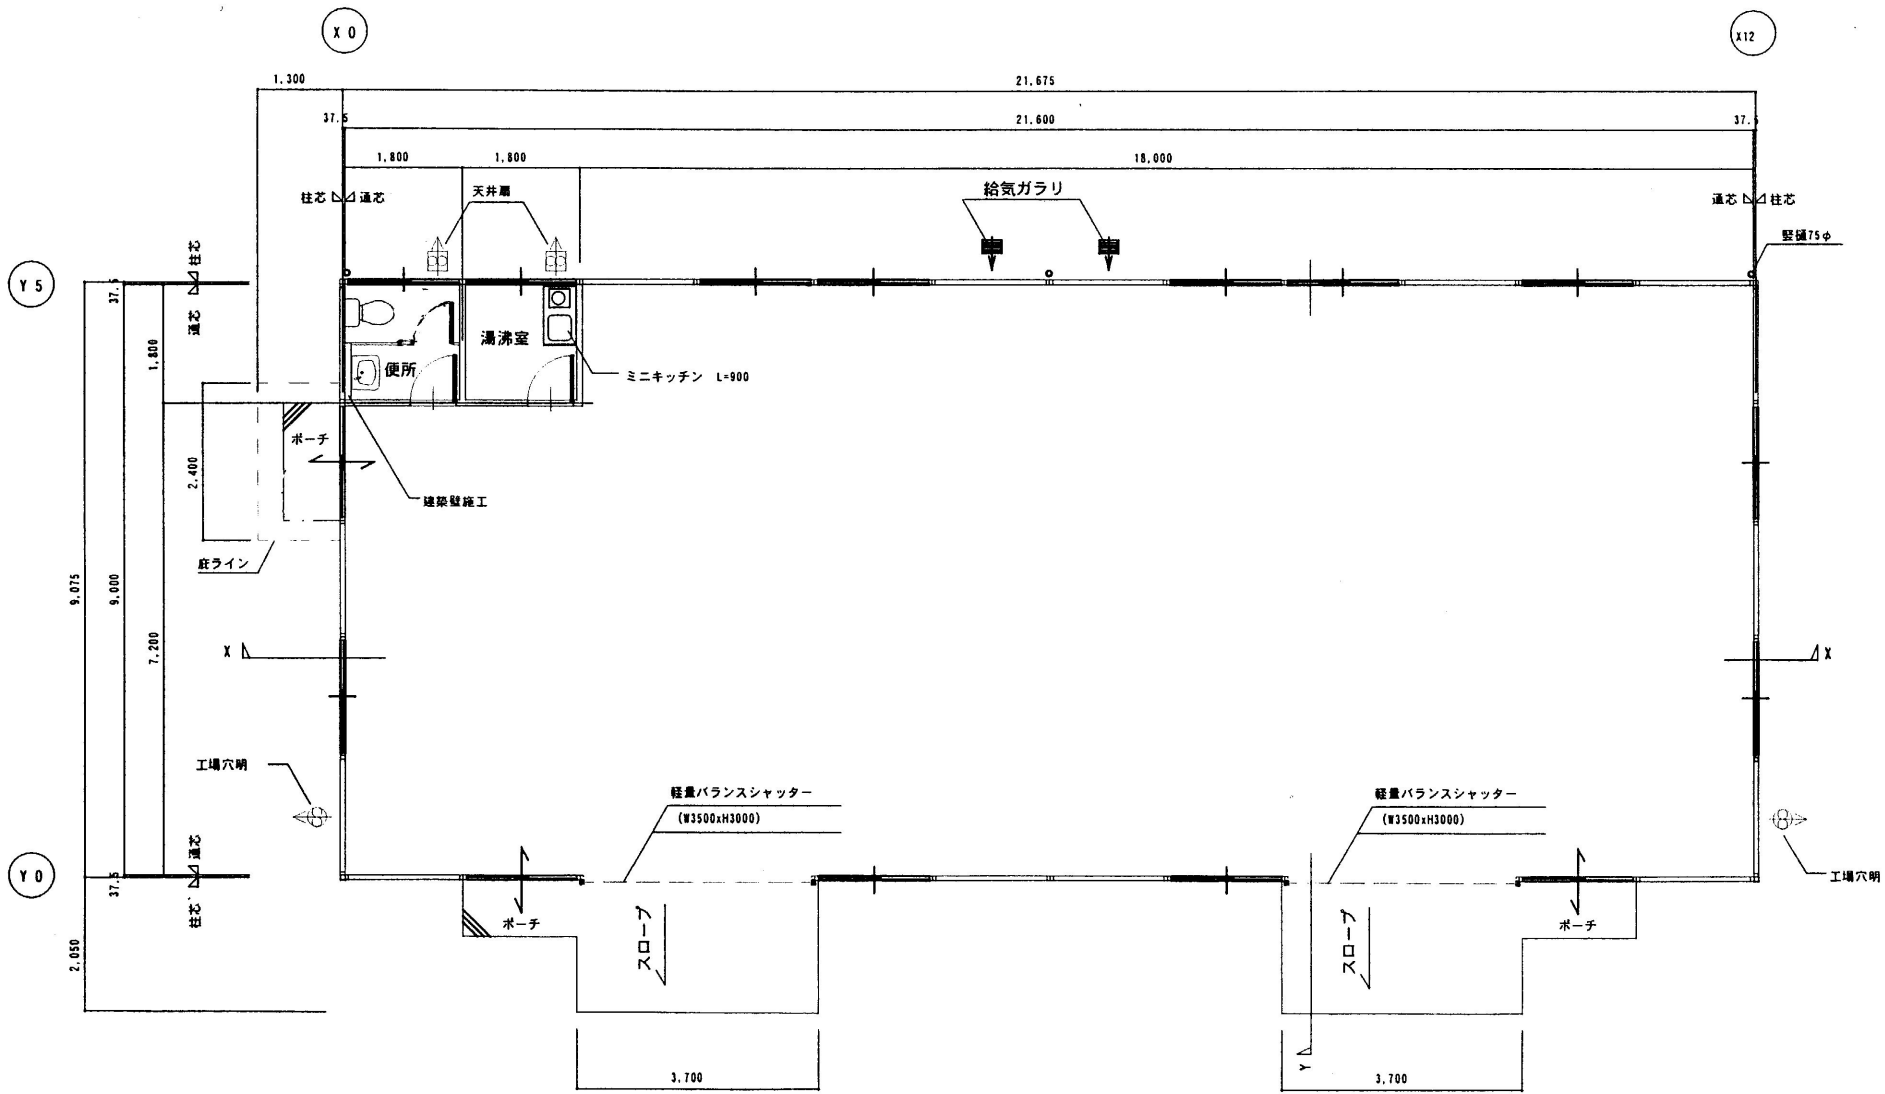 X 0
X12
1,300
21,675
37.5
21,600
37.5
1,800
1,800
18,000
柱芯
通芯
天井扇
給気ガラリ
通芯
柱芯
竪樋75φ
Y 5
37.5
柱芯
通芯
1,800
湯沸室
便所
ミニキッチン L=900
ポーチ
2,400
建築壁施工
庇ライン
9,075
9,000
7,200
X
X
工場穴明
軽量バランスシャッター
(W3500xH3000)
軽量バランスシャッター
(W3500xH3000)
Y 0
37.5
通芯
柱芯
工場穴明
ポーチ
スロープ
スロープ
ポーチ
2,050
Y
3,700
3,700